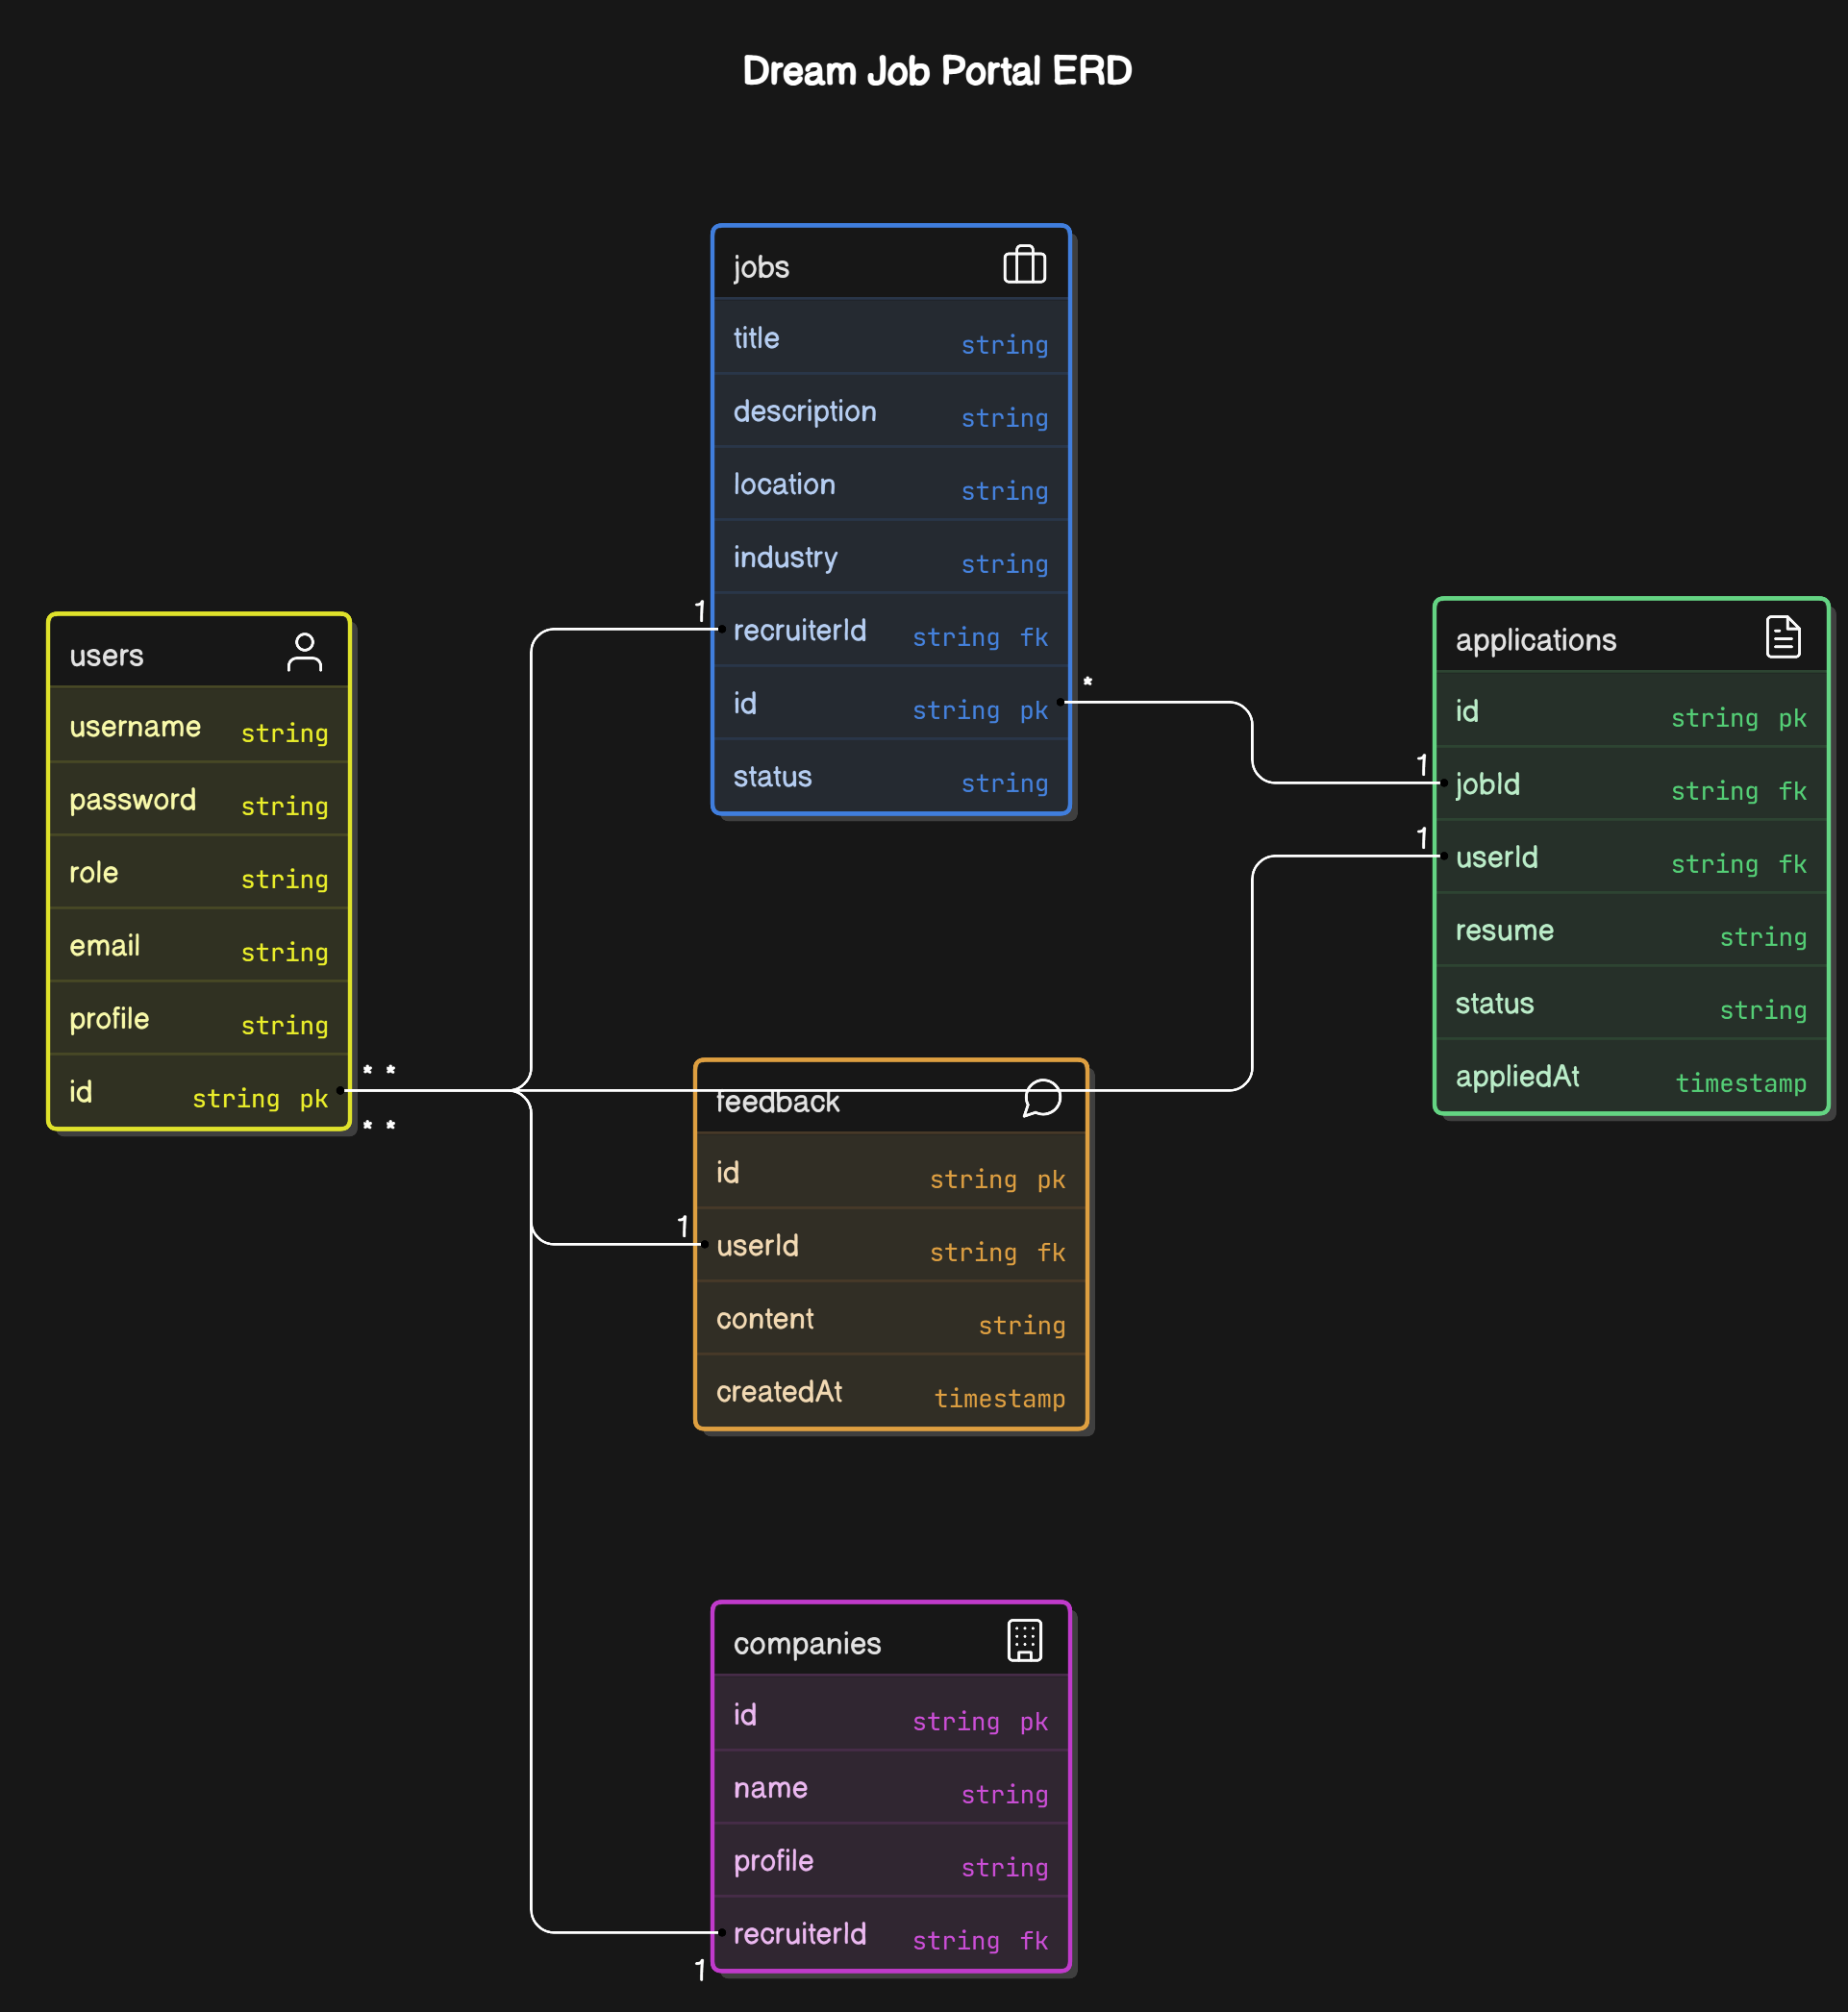 Dream Job Portal ERD
jobs
title string
description string
location string
industry string
1
recruiterId string fk
id string pk
*
status string
users
username string
password string
role string
email string
profile string
id string pk
* *
* *
applications
id string pk
1
jobId string fk
1
userId string fk
resume string
status string
appliedAt timestamp
feedback
id string pk
1
userId string fk
content string
createdAt timestamp
companies
id string pk
name string
profile string
recruiterId string fk
1